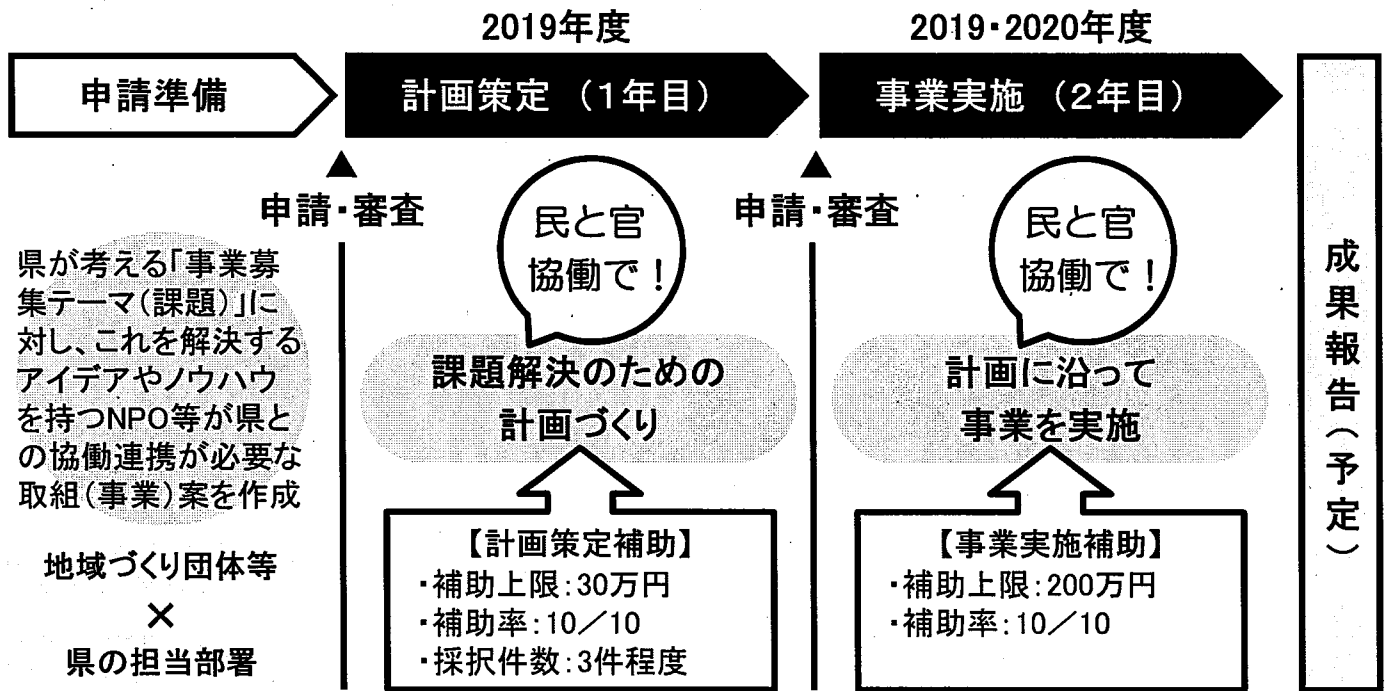 2019年度
2019・2020年度
申請準備
計画策定（1年目）
事業実施（2年目）
申請・審査
申請・審査
県が考える「事業募
集テーマ（課題）」に
対し、これを解決する
アイデアやノウハウ
を持つNPO等が県と
の協働連携が必要な
取組（事業）案を作成
地域づくり団体等
×
県の担当部署
民と官
協働で！
課題解決のための
計画づくり
【計画策定補助】
・補助上限：30万円
・補助率：10／10
・採択件数：3件程度
民と官
協働で！
計画に沿って
事業を実施
【事業実施補助】
・補助上限：200万円
・補助率：10／10
成果報告（予定）